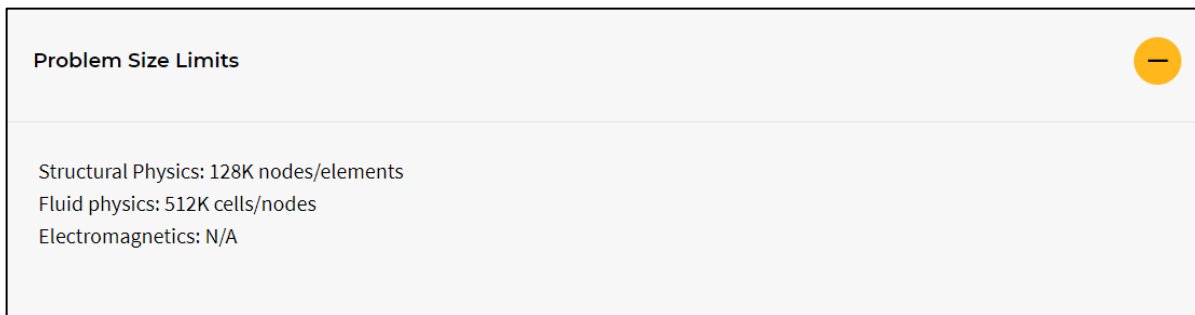 Problem Size Limits
Structural Physics: 128K nodes/elements
Fluid physics: 512K cells/nodes
Electromagnetics: N/A